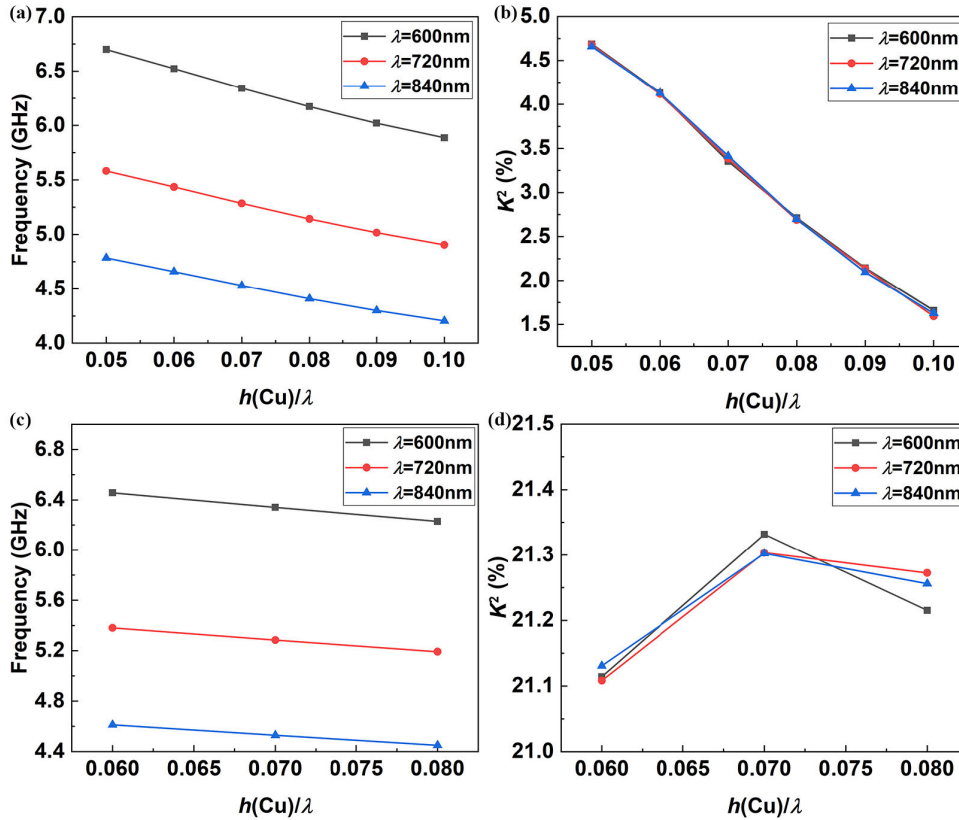 (a)
7.0
6.5
6.0
5.5
5.0
4.5
4.0
Frequency (GHz)
λ=600nm
λ=720nm
λ=840nm
0.05 0.06 0.07 0.08 0.09 0.10
h(Cu)/λ
(b)
5.0
4.5
4.0
3.5
3.0
2.5
2.0
1.5
K² (%)
λ=600nm
λ=720nm
λ=840nm
0.05 0.06 0.07 0.08 0.09 0.10
h(Cu)/λ
(c)
6.8
6.4
6.0
5.6
5.2
4.8
4.4
Frequency (GHz)
λ=600nm
λ=720nm
λ=840nm
0.060 0.065 0.070 0.075 0.080
h(Cu)/λ
(d)
21.5
21.4
21.3
21.2
21.1
21.0
K² (%)
λ=600nm
λ=720nm
λ=840nm
0.060 0.065 0.070 0.075 0.080
h(Cu)/λ